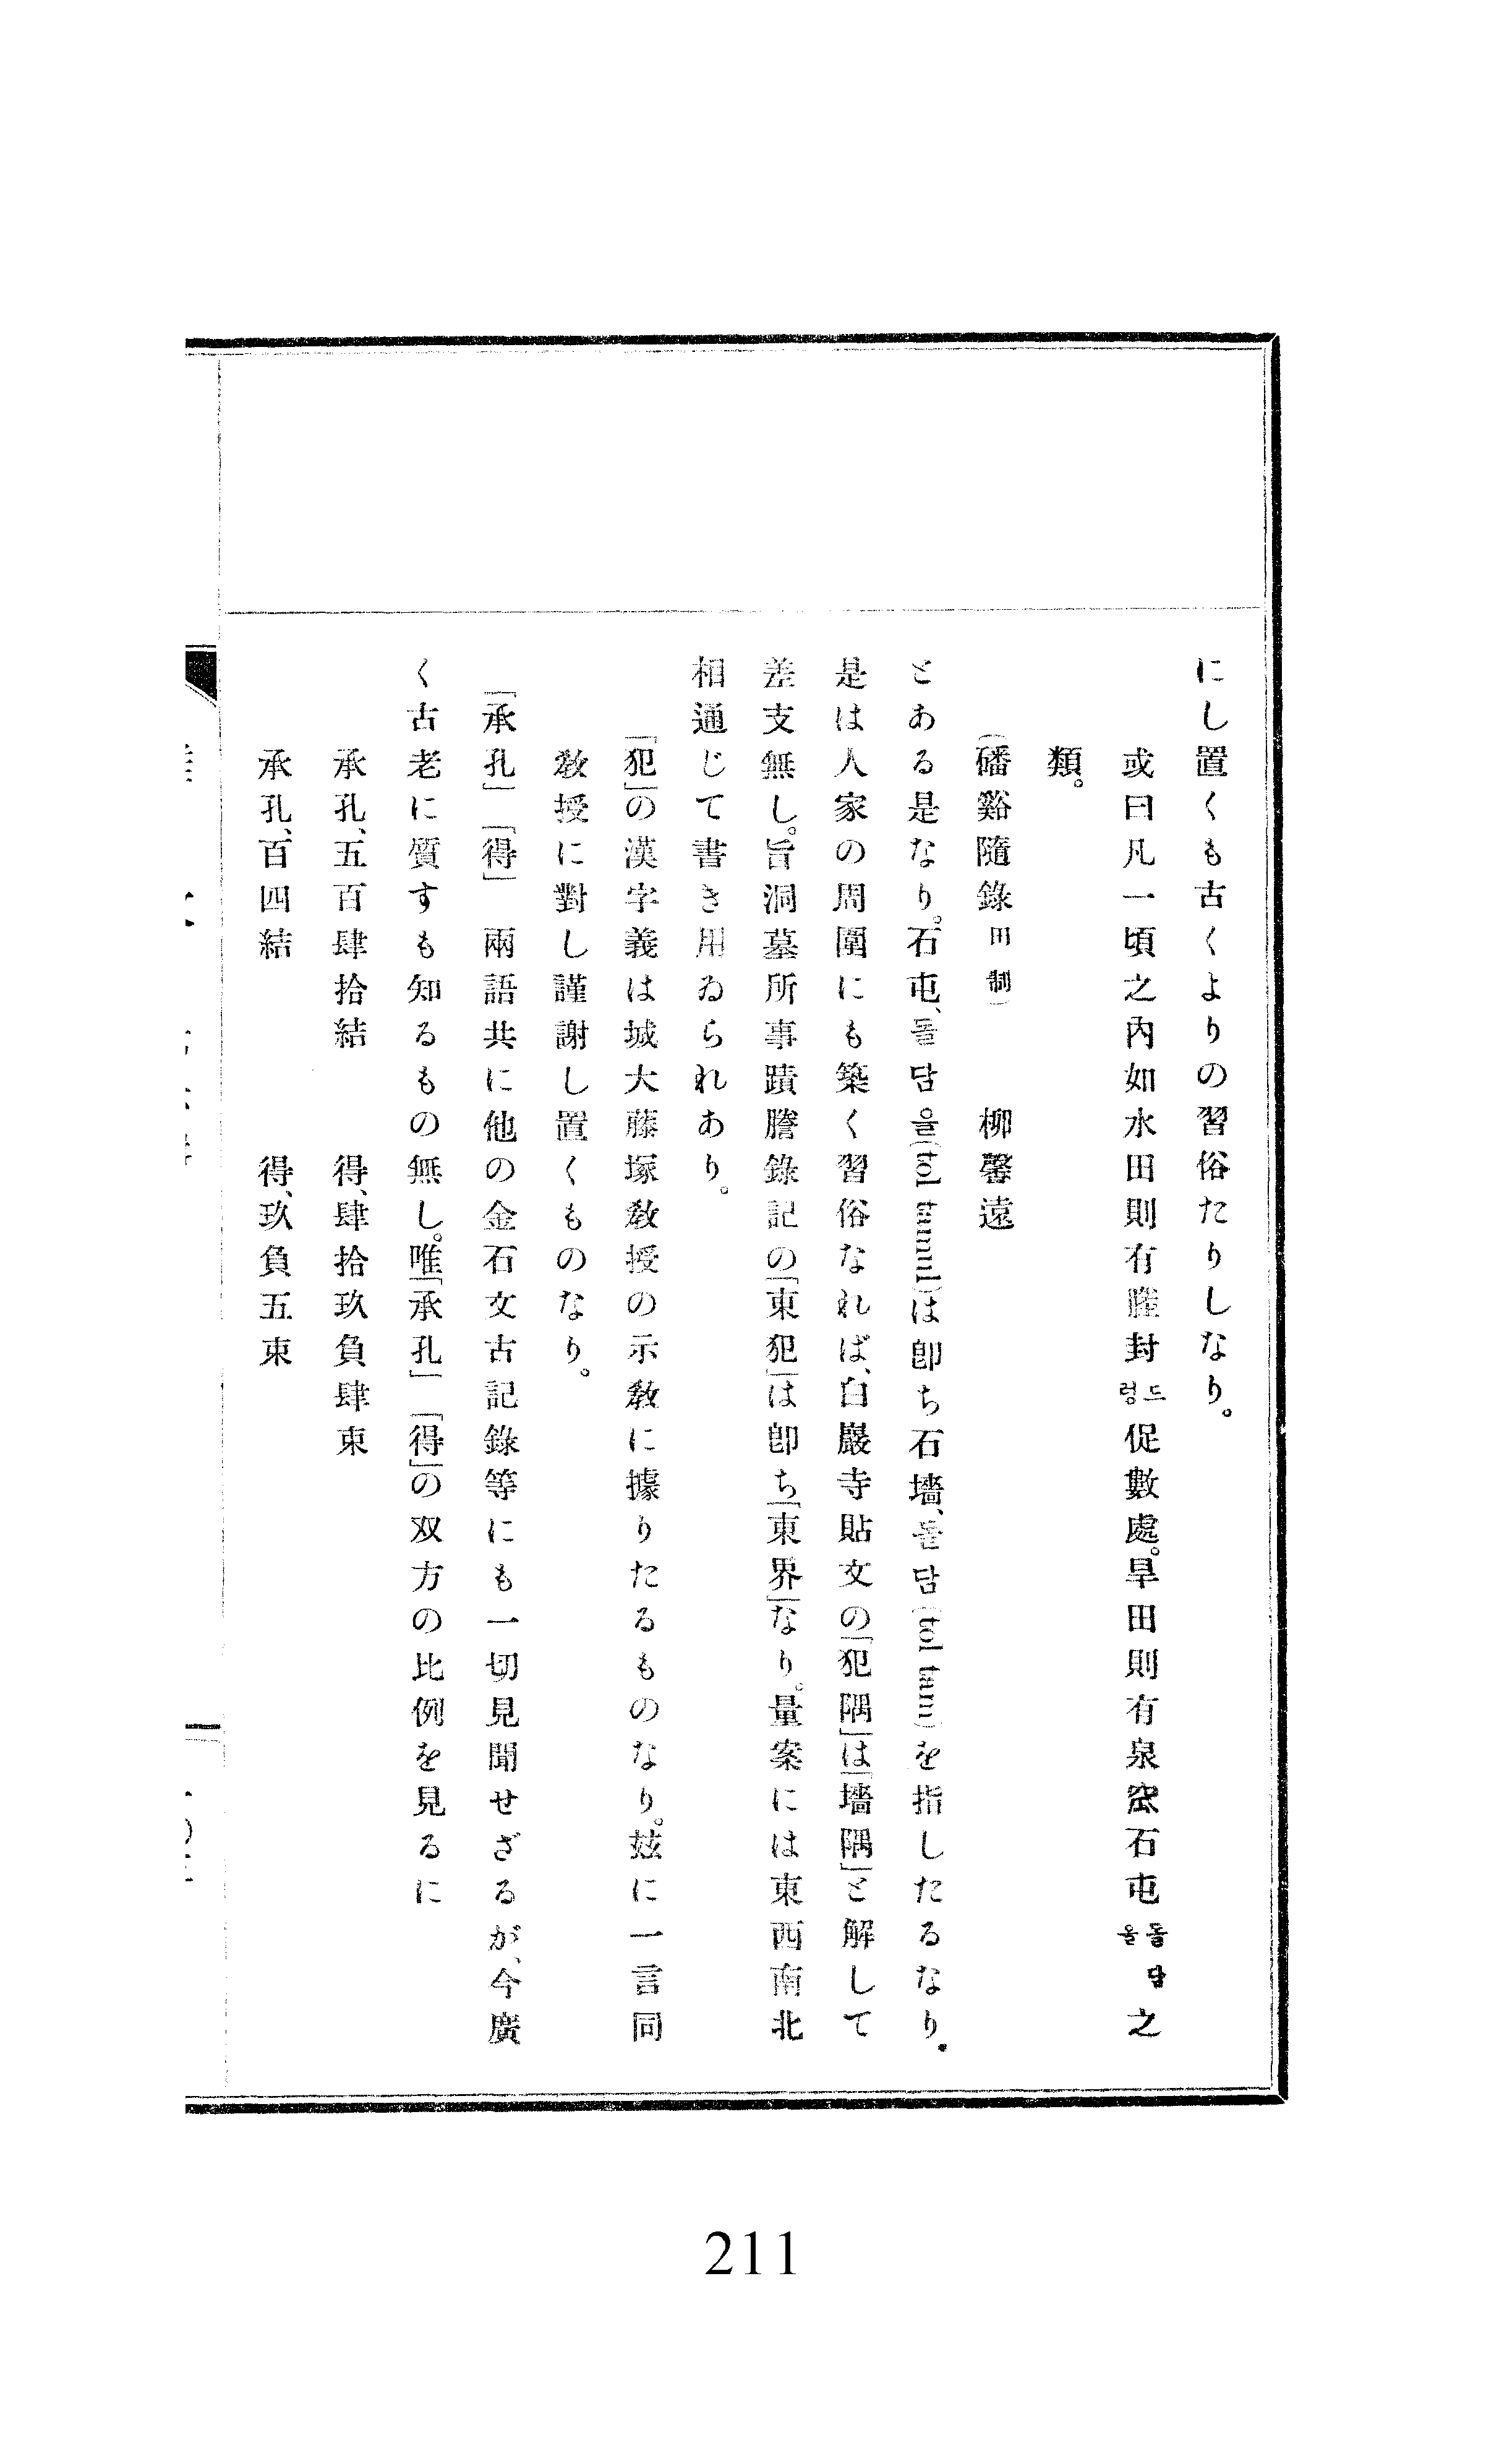 にし置くも古くよりの習俗たりしなり。
或曰凡一頃之內如水田則有塍封드렁促數處。旱田則有泉窓石屯돌담올之
類。
(磻谿隨錄田制)　柳馨遠
とある是なり。石屯、돌담올(tol tamul)は卽ち石墻、돌담(tol tam)を指したるなり。
是は人家の周圍にも築く習俗なれば、白巖寺貼文の「犯隅」は「墻隅」と解して
差支無し。旨洞墓所事蹟謄錄記の「東犯」は卽ち「東界」なり。量案には東西南北
相通じて書き用ゐられあり。
「犯」の漢字義は城大藤塚敎授の示敎に據りたるものなり。玆に一言同
敎授に對し謹謝し置くものなり。
「承孔」「得」兩語共に他の金石文古記錄等にも一切見聞せざるが、今廣
く古老に質すも知るもの無し。唯「承孔」「得」の双方の比例を見るに
承孔、五百肆拾結　得、肆拾玖負肆束
承孔、百四結　得、玖負五束
211